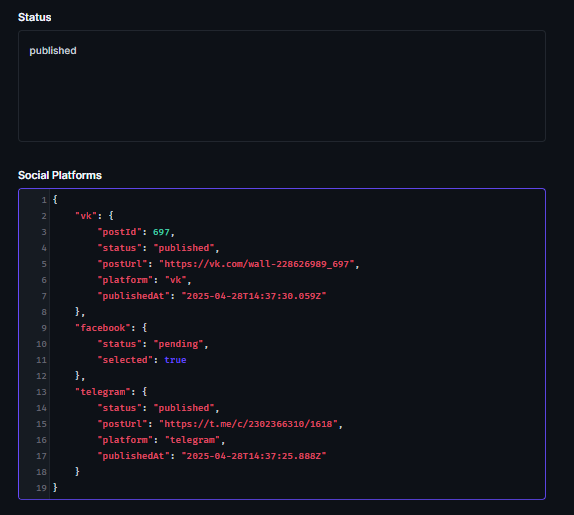 Status
published
Social Platforms
1 {
2     "vk": {
3         "postId": 697,
4         "status": "published",
5         "postUrl": "https://vk.com/wall-228626989_697",
6         "platform": "vk",
7         "publishedAt": "2025-04-28T14:37:30.059Z"
8     },
9     "facebook": {
10         "status": "pending",
11         "selected": true
12     },
13     "telegram": {
14         "status": "published",
15         "postUrl": "https://t.me/c/2302366310/1618",
16         "platform": "telegram",
17         "publishedAt": "2025-04-28T14:37:25.888Z"
18     }
19 }